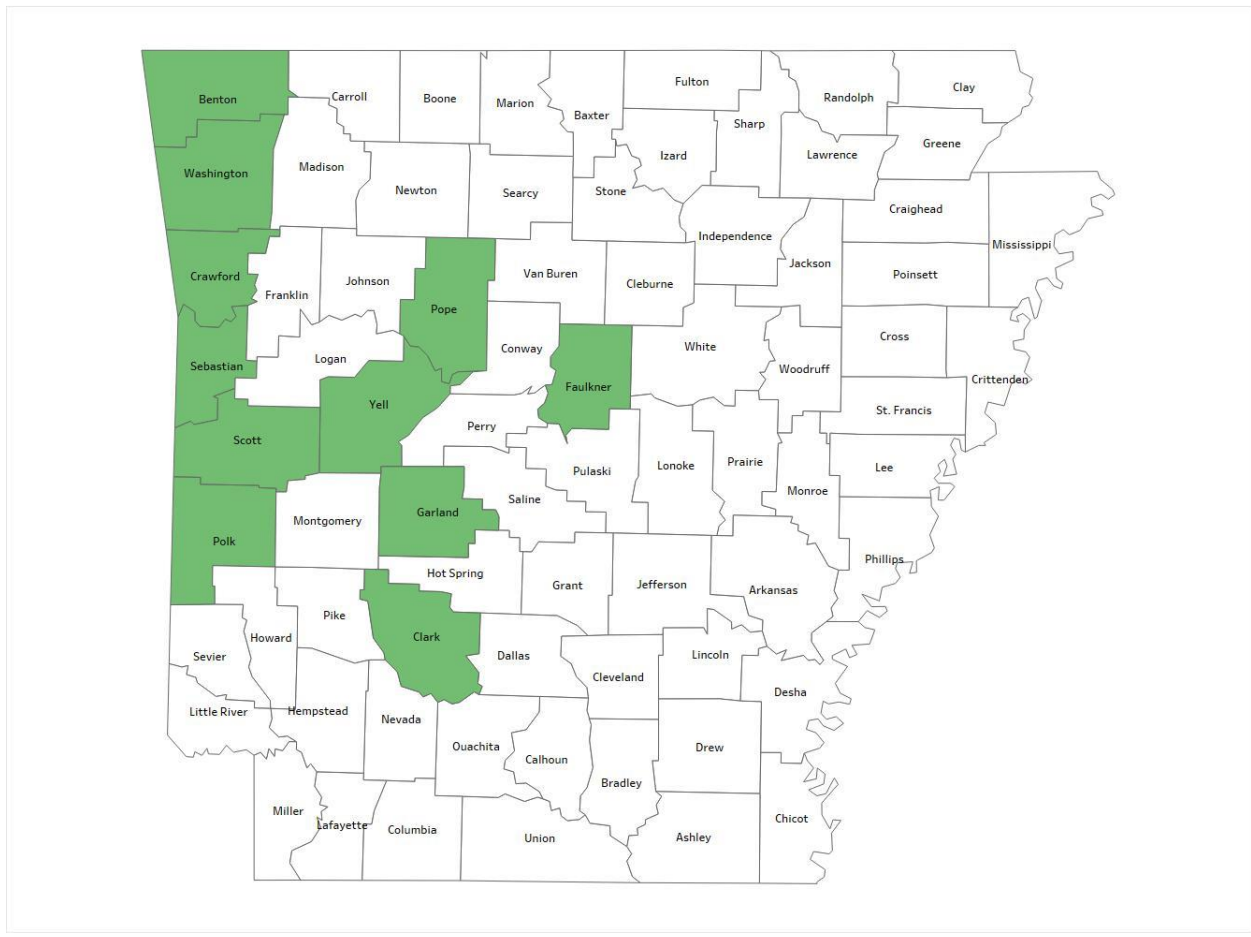 Benton
Carroll
Boone
Marion
Baxter
Fulton
Randolph
Clay
Sharp
Greene
Izard
Lawrence
Washington
Madison
Newton
Searcy
Stone
Craighead
Independence
Mississippi
Jackson
Poinsett
Crawford
Franklin
Johnson
Van Buren
Cleburne
Pope
Cross
White
Conway
Logan
Sebastian
Woodruff
Crittenden
Faulkner
Yell
St. Francis
Perry
Scott
Prairie
Lonoke
Pulaski
Lee
Monroe
Saline
Garland
Montgomery
Polk
Phillips
Hot Spring
Grant
Jefferson
Arkansas
Pike
Howard
Clark
Sevier
Dallas
Lincoln
Cleveland
Desha
Little River
Hempstead
Nevada
Ouachita
Drew
Calhoun
Bradley
Miller
Lafayette
Columbia
Union
Ashley
Chicot